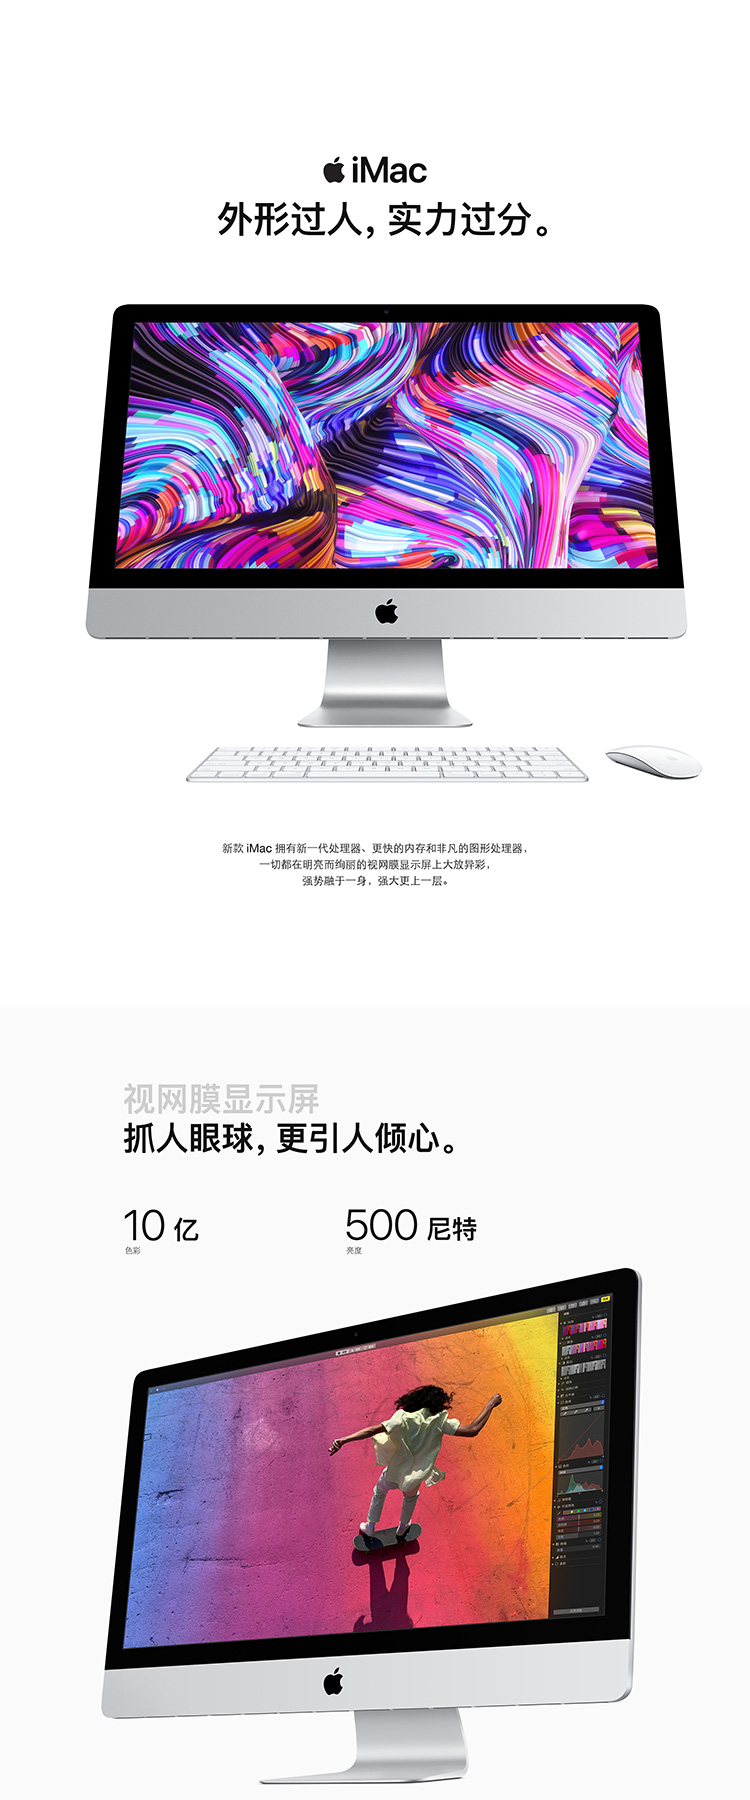 iMac
外形过人，实力过分。
新款 iMac 拥有新一代处理器、更快的内存和非凡的图形处理器，
一切都在明亮而绚丽的视网膜显示屏上大放异彩，
强势融于一身，强大更上一层。
视网膜显示屏
抓人眼球，更引人倾心。
10 亿
色彩
500 尼特
亮度